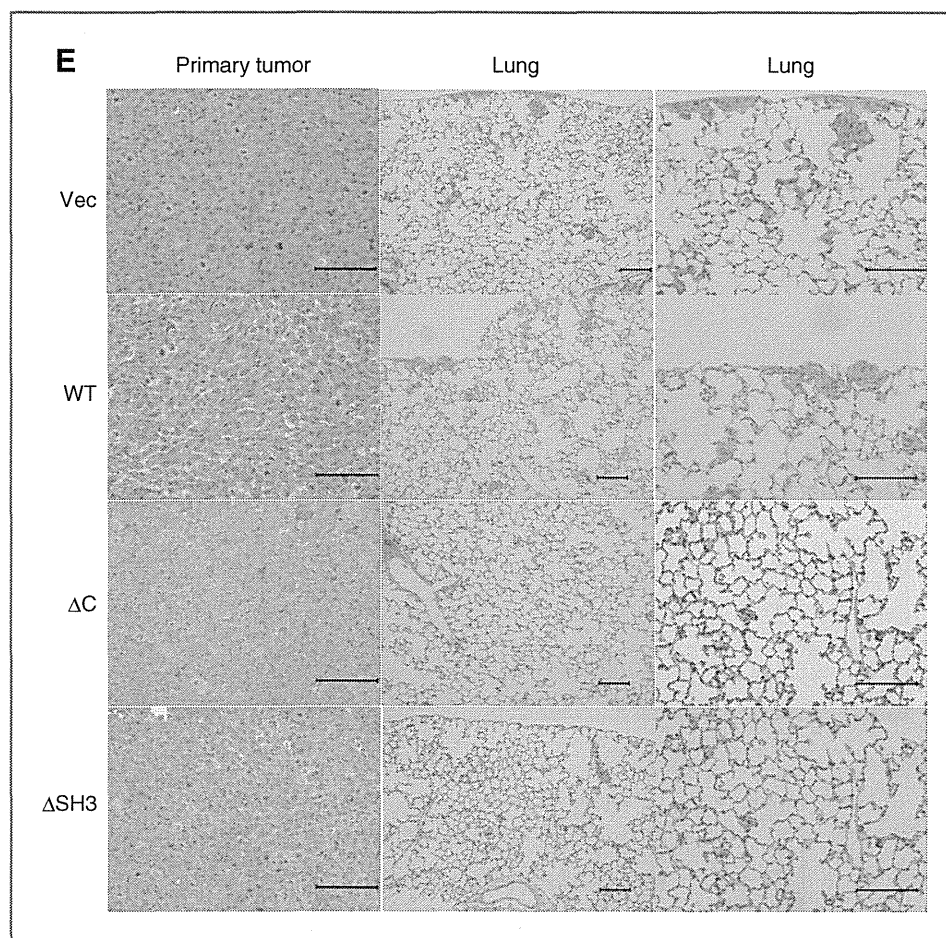 E
Primary tumor Lung Lung
Vec
WT
ΔC
ΔSH3